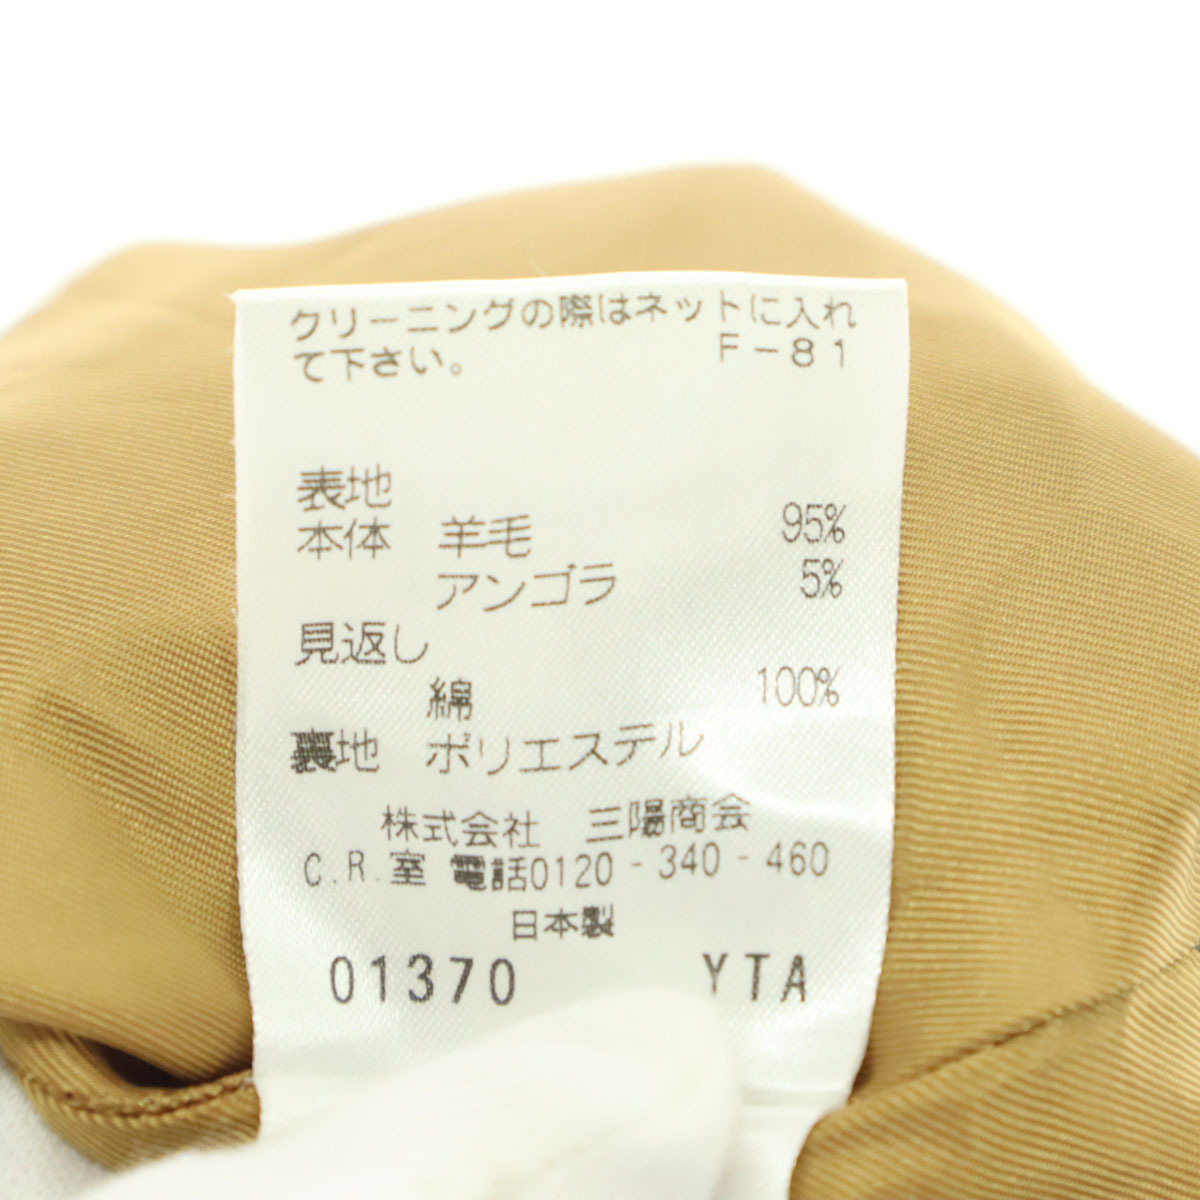 クリーニングの際はネットに入れ
て下さい。 F-81
表地
本体 羊毛 95%
アンゴラ 5%
見返し
綿 100%
裏地 ポリエステル
株式会社 三陽商会
C.R.室 電話0120-340-460
日本製
01370 YTA